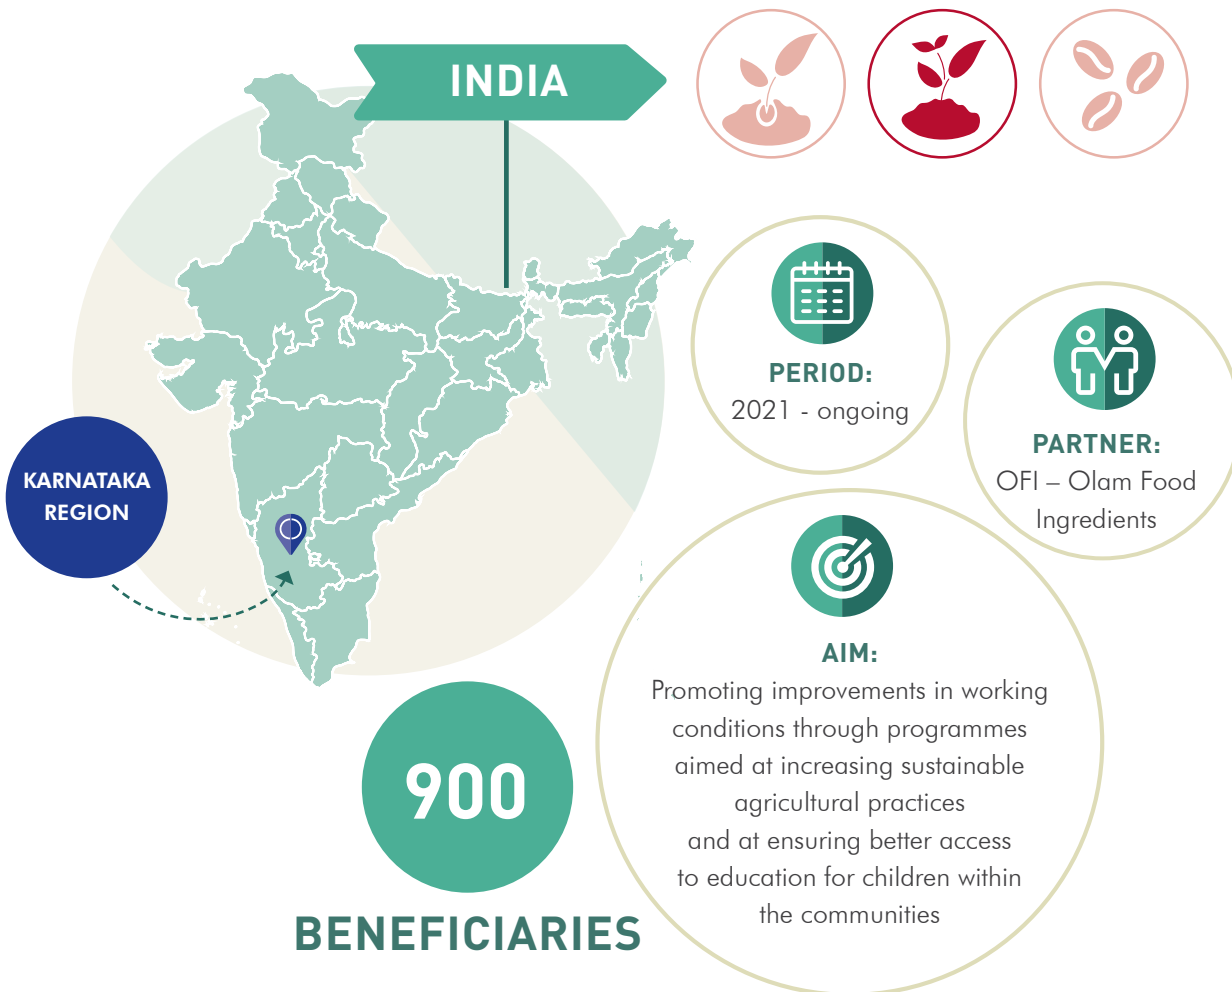 INDIA
PERIOD:
2021 - ongoing
PARTNER:
OFI – Olam Food
Ingredients
KARNATAKA
REGION
AIM:
Promoting improvements in working
conditions through programmes
aimed at increasing sustainable
agricultural practices
and at ensuring better access
to education for children within
the communities
900
BENEFICIARIES